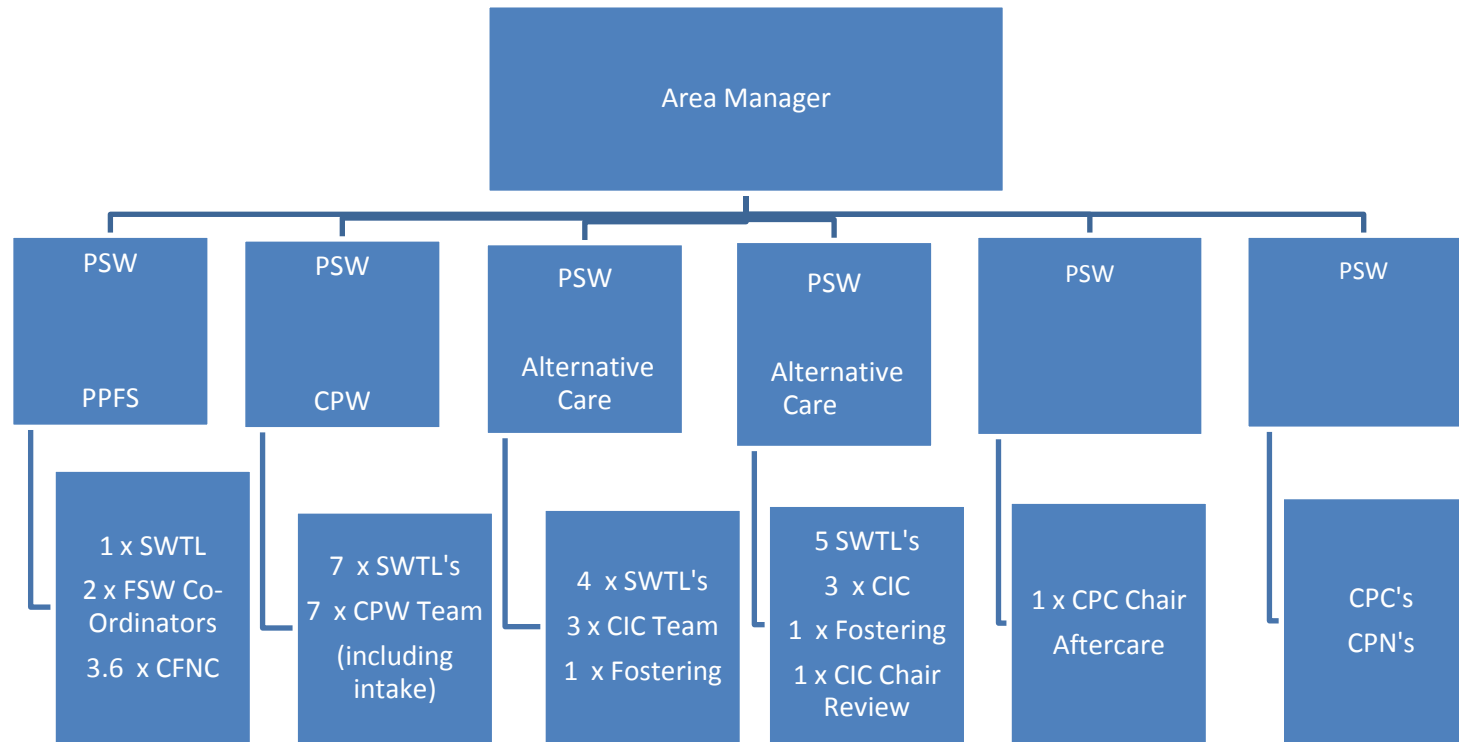 Area Manager
PSW
PPFS
PSW
CPW
PSW
Alternative
Care
PSW
Alternative
Care
PSW
PSW
1 x SWTL
2 x FSW Co-
Ordinators
3.6 x CFNC
7 x SWTL's
7 x CPW Team
(including
intake)
4 x SWTL's
3 x CIC Team
1 x Fostering
5 SWTL's
3 x CIC
1 x Fostering
1 x CIC Chair
Review
1 x CPC Chair
Aftercare
CPC's
CPN's